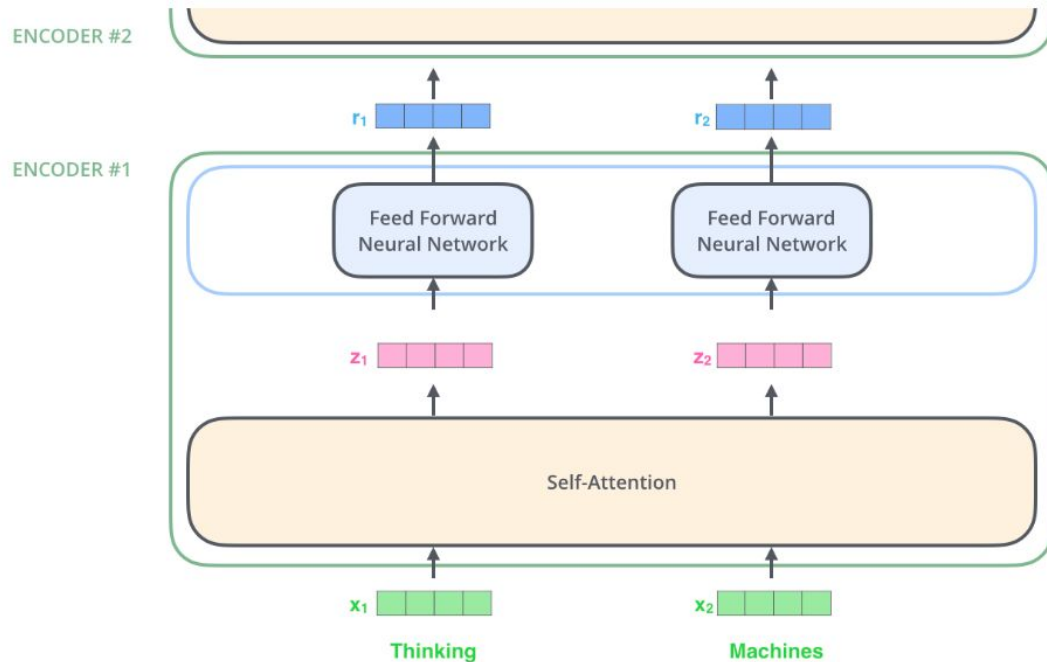 ENCODER #2
r₁
r₂
ENCODER #1
Feed Forward
Neural Network
Feed Forward
Neural Network
z₁
z₂
Self-Attention
x₁
x₂
Thinking
Machines